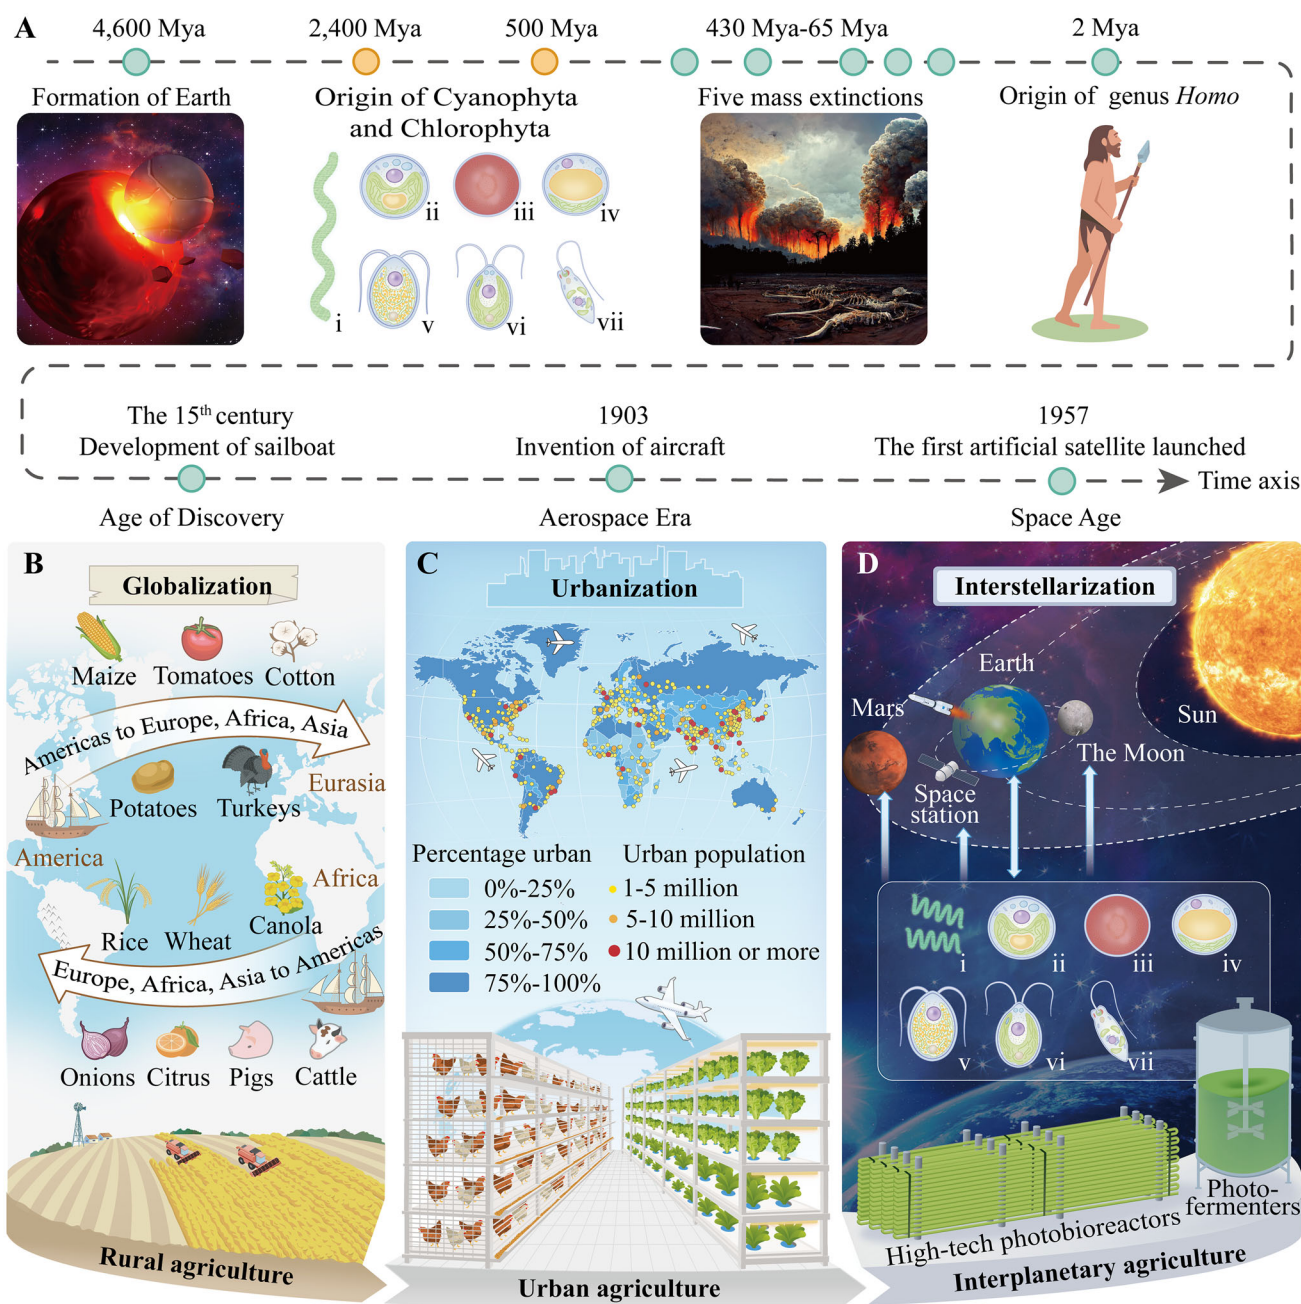 A
4,600 Mya
2,400 Mya
500 Mya
430 Mya-65 Mya
2 Mya
Formation of Earth
Origin of Cyanophyta
and Chlorophyta
Five mass extinctions
Origin of genus Homo
i
ii
iii
iv
v
vi
vii
The 15th century
Development of sailboat
1903
Invention of aircraft
1957
The first artificial satellite launched
Time axis
Age of Discovery
Aerospace Era
Space Age
B
Globalization
Maize
Tomatoes
Cotton
Americas to Europe, Africa, Asia
Potatoes
Turkeys
Eurasia
America
Africa
Rice
Wheat
Canola
Europe, Africa, Asia to Americas
Onions
Citrus
Pigs
Cattle
Rural agriculture
C
Urbanization
Percentage urban
0%-25%
25%-50%
50%-75%
75%-100%
Urban population
1-5 million
5-10 million
10 million or more
Urban agriculture
D
Interstellarization
Earth
Mars
Sun
The Moon
Space
station
i
ii
iii
iv
v
vi
vii
Photo-
fermenters
High-tech photobioreactors
Interplanetary agriculture